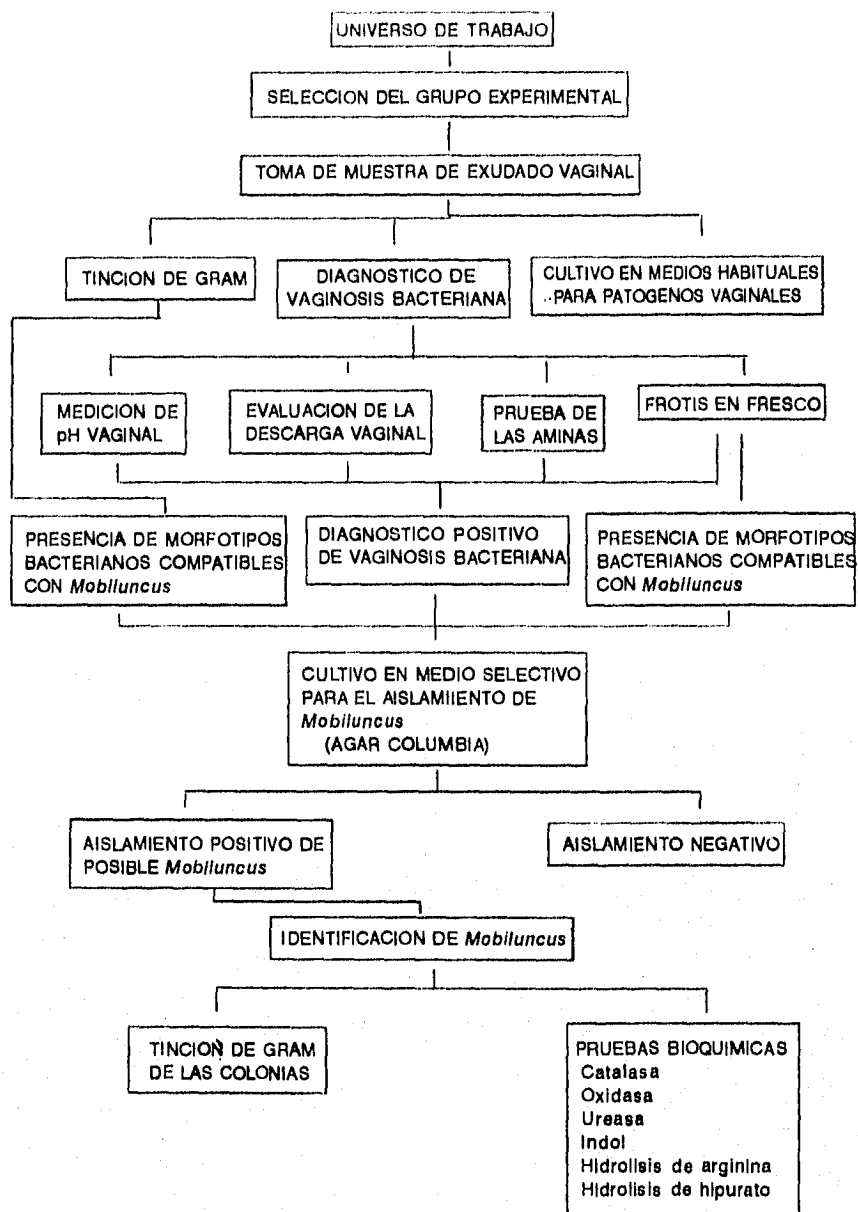 UNIVERSO DE TRABAJO
SELECCION DEL GRUPO EXPERIMENTAL
TOMA DE MUESTRA DE EXUDADO VAGINAL
TINCION DE GRAM
DIAGNOSTICO DE
VAGINOSIS BACTERIANA
CULTIVO EN MEDIOS HABITUALES
PARA PATOGENOS VAGINALES
MEDICION DE
pH VAGINAL
EVALUACION DE LA
DESCARGA VAGINAL
PRUEBA DE
LAS AMINAS
FROTIS EN FRESCO
PRESENCIA DE MORFOTIPOS
BACTERIANOS COMPATIBLES
CON Mobiluncus
DIAGNOSTICO POSITIVO
DE VAGINOSIS BACTERIANA
PRESENCIA DE MORFOTIPOS
BACTERIANOS COMPATIBLES
CON Mobiluncus
CULTIVO EN MEDIO SELECTIVO
PARA EL AISLAMIIENTO DE
Mobiluncus
(AGAR COLUMBIA)
AISLAMIENTO POSITIVO DE
POSIBLE Mobiluncus
AISLAMIENTO NEGATIVO
IDENTIFICACION DE Mobiluncus
TINCION DE GRAM
DE LAS COLONIAS
PRUEBAS BIOQUIMICAS
Catalasa
Oxidasa
Ureasa
Indol
Hidrolisis de arginina
Hidrolisis de hipurato